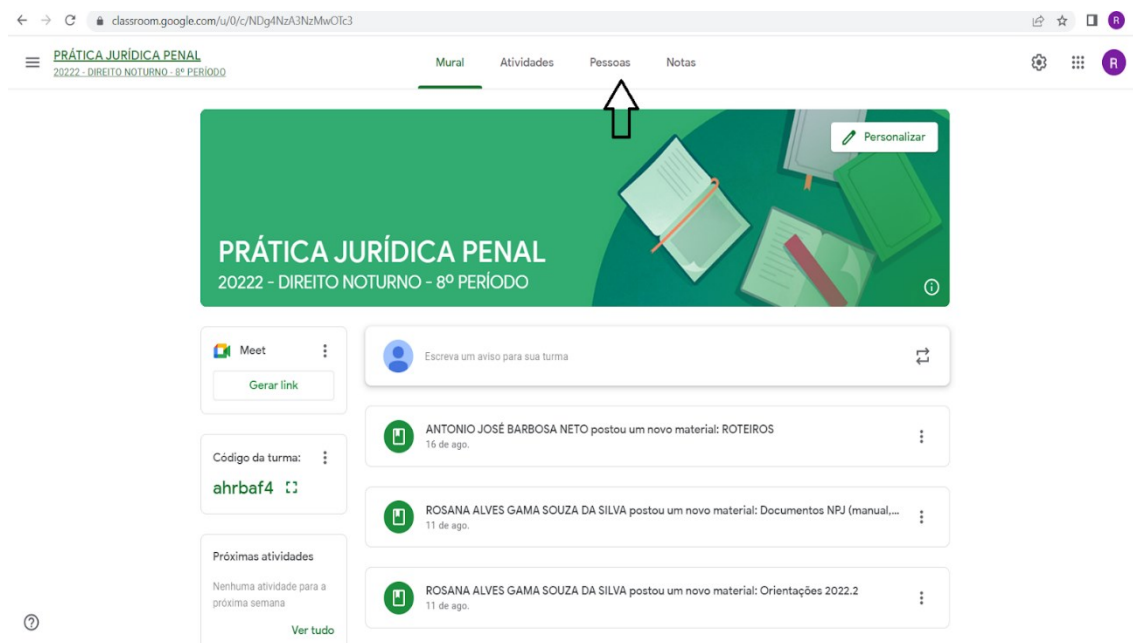 classroom.google.com/u/0/c/NDg4NzA3NzMwOTc3
R
PRÁTICA JURÍDICA PENAL
20222 - DIREITO NOTURNO - 8º PERÍODO
Mural Atividades Pessoas Notas
R
Personalizar
PRÁTICA JURÍDICA PENAL
20222 - DIREITO NOTURNO - 8º PERÍODO
Meet
Gerar link
Escreva um aviso para sua turma
Código da turma:
ahrbaf4
ANTONIO JOSÉ BARBOSA NETO postou um novo material: ROTEIROS
16 de ago.
ROSANA ALVES GAMA SOUZA DA SILVA postou um novo material: Documentos NPJ (manual,...
11 de ago.
Próximas atividades
Nenhuma atividade para a
próxima semana
Ver tudo
ROSANA ALVES GAMA SOUZA DA SILVA postou um novo material: Orientações 2022.2
11 de ago.